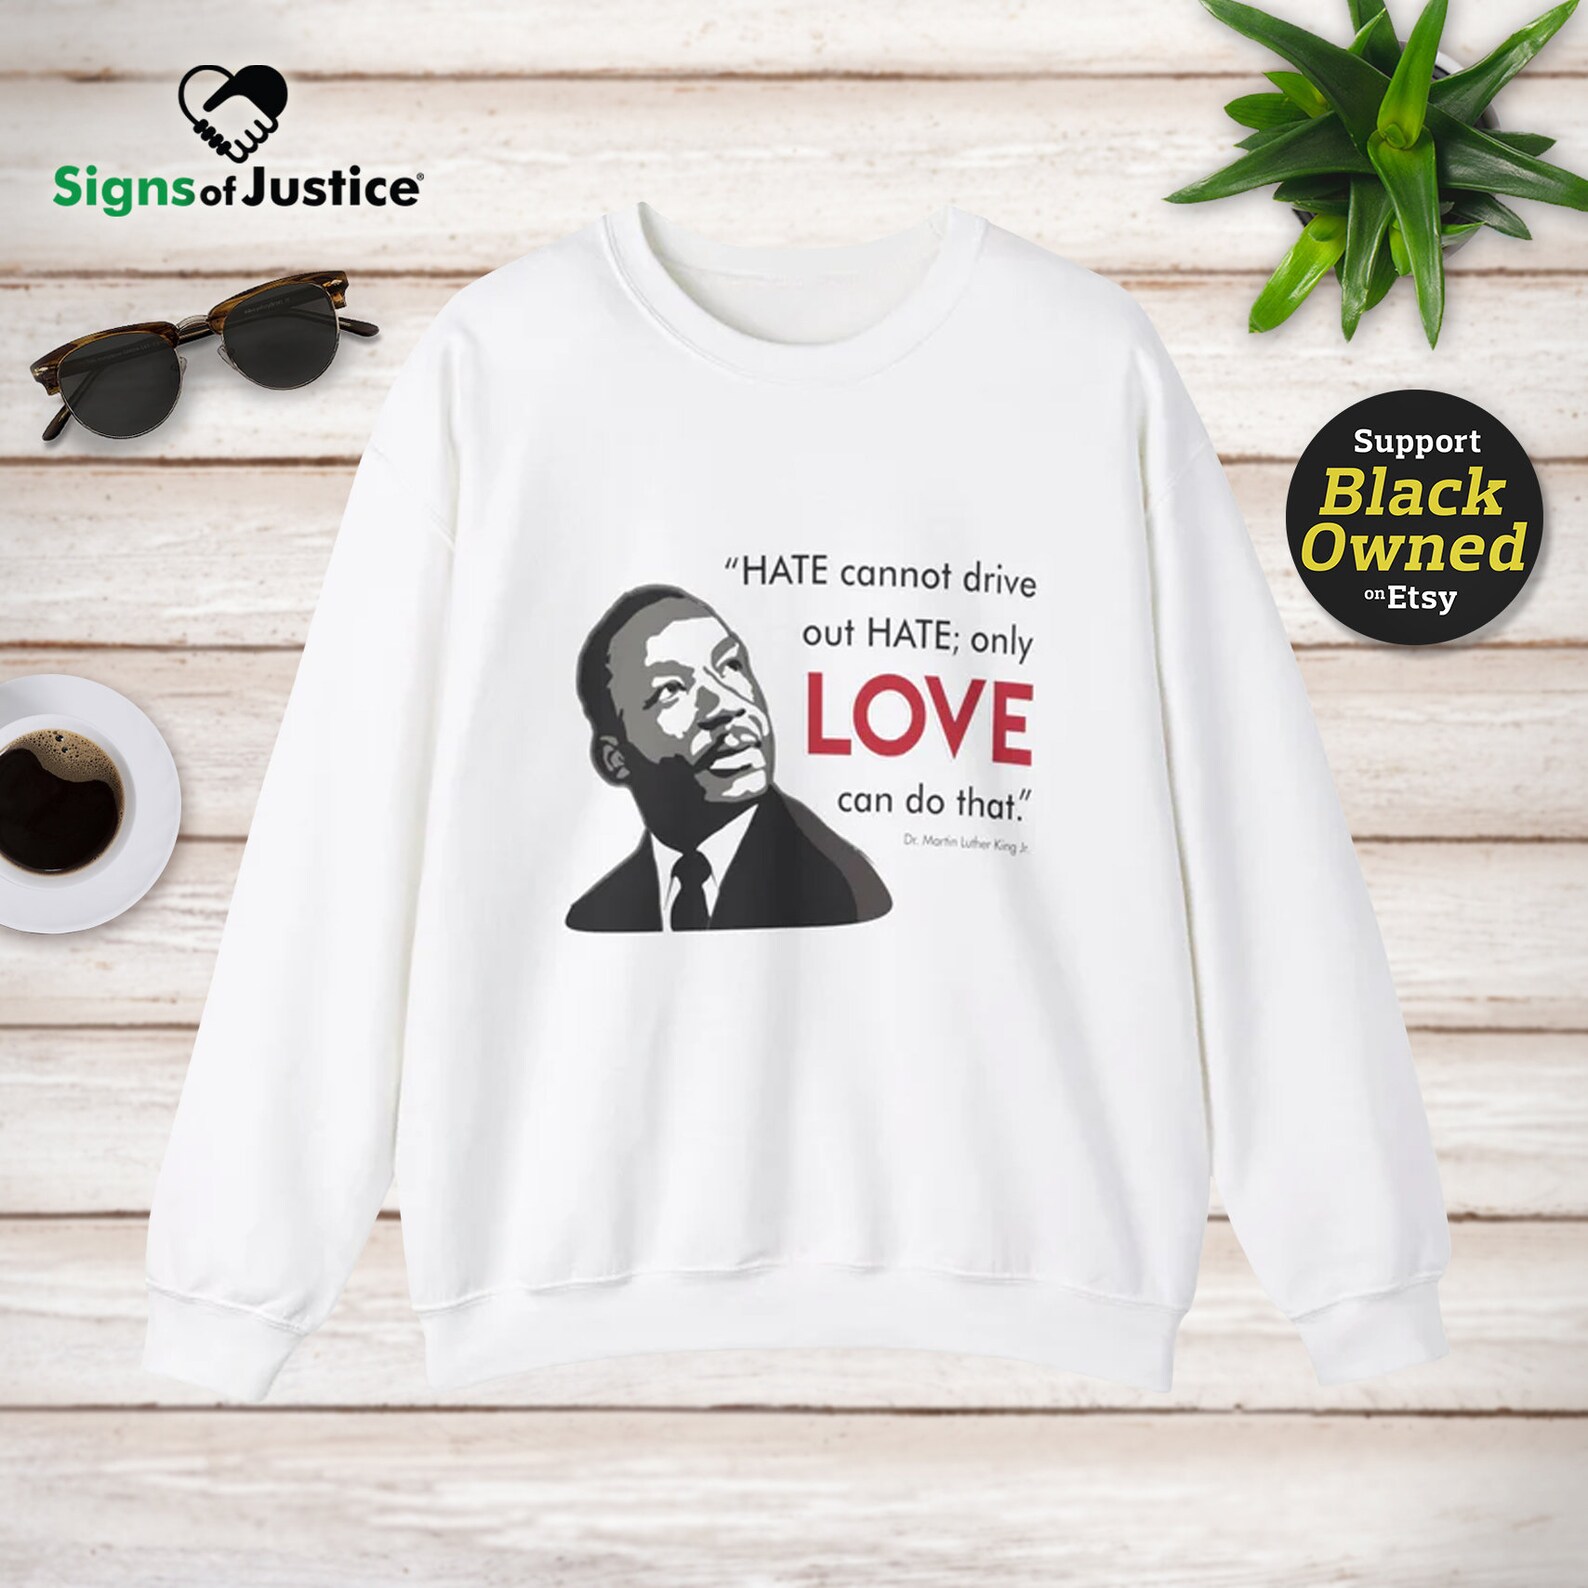 Signs of Justice®
"HATE cannot drive
out HATE; only
LOVE
can do that."
Dr. Martin Luther King Jr.
Support
Black
Owned
on Etsy